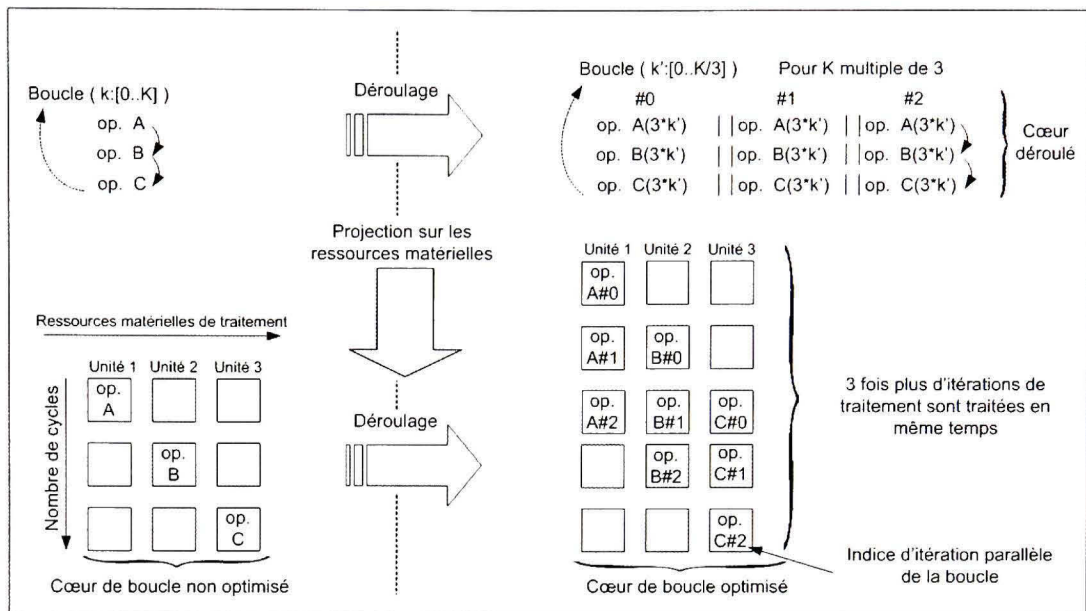 Boucle ( k:[0..K] )
op. A
op. B
op. C
Déroulage
Boucle ( k':[0..K/3] ) Pour K multiple de 3
#0 #1 #2
op. A(3*k') || op. A(3*k') || op. A(3*k')
op. B(3*k') || op. B(3*k') || op. B(3*k')
op. C(3*k') || op. C(3*k') || op. C(3*k')
Cœur
déroulé
Projection sur les
ressources matérielles
Ressources matérielles de traitement
Unité 1 Unité 2 Unité 3
Nombre de cycles
op.
A
op.
B
op.
C
Cœur de boucle non optimisé
Déroulage
Unité 1 Unité 2 Unité 3
op.
A#0
op. op.
A#1 B#0
op. op. op.
A#2 B#1 C#0
op. op.
B#2 C#1
op.
C#2
Cœur de boucle optimisé
3 fois plus d'itérations de
traitement sont traitées en
même temps
Indice d'itération parallèle
de la boucle